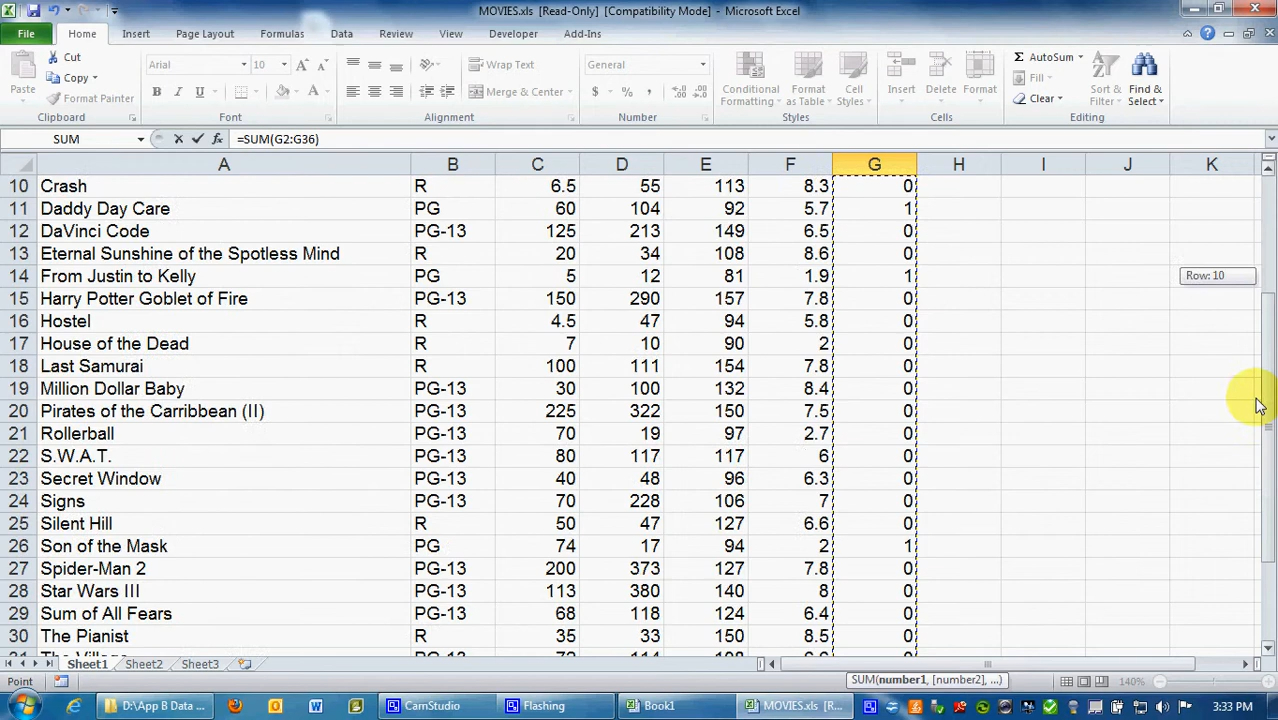 MOVIES.xls [Read-Only] [Compatibility Mode] - Microsoft Excel
File Home Insert Page Layout Formulas Data Review View Developer Add-Ins
Cut
Copy
Format Painter
Paste
Clipboard
Arial 10
Font
Wrap Text
Merge & Center
Alignment
General
Number
Conditional Formatting
Format as Table
Cell Styles
Styles
Insert Delete Format
Cells
AutoSum
Fill
Clear
Sort & Filter
Find & Select
Editing
SUM =SUM(G2:G36)
A B C D E F G H I J K
10 Crash R 6.5 55 113 8.3 0
11 Daddy Day Care PG 60 104 92 5.7 1
12 DaVinci Code PG-13 125 213 149 6.5 0
13 Eternal Sunshine of the Spotless Mind R 20 34 108 8.6 0
14 From Justin to Kelly PG 5 12 81 1.9 1
Row: 10
15 Harry Potter Goblet of Fire PG-13 150 290 157 7.8 0
16 Hostel R 4.5 47 94 5.8 0
17 House of the Dead R 7 10 90 2 0
18 Last Samurai R 100 111 154 7.8 0
19 Million Dollar Baby PG-13 30 100 132 8.4 0
20 Pirates of the Carribbean (II) PG-13 225 322 150 7.5 0
21 Rollerball PG-13 70 19 97 2.7 0
22 S.W.A.T. PG-13 80 117 117 6 0
23 Secret Window PG-13 40 48 96 6.3 0
24 Signs PG-13 70 228 106 7 0
25 Silent Hill R 50 47 127 6.6 0
26 Son of the Mask PG 74 17 94 2 1
27 Spider-Man 2 PG-13 200 373 127 7.8 0
28 Star Wars III PG-13 113 380 140 8 0
29 Sum of All Fears PG-13 68 118 124 6.4 0
30 The Pianist R 35 33 150 8.5 0
Sheet1 Sheet2 Sheet3
Point
SUM(number1, [number2], ...)
140%
D:\App B Data ...
CamStudio
Flashing
Book1
MOVIES.xls [R...
3:33 PM